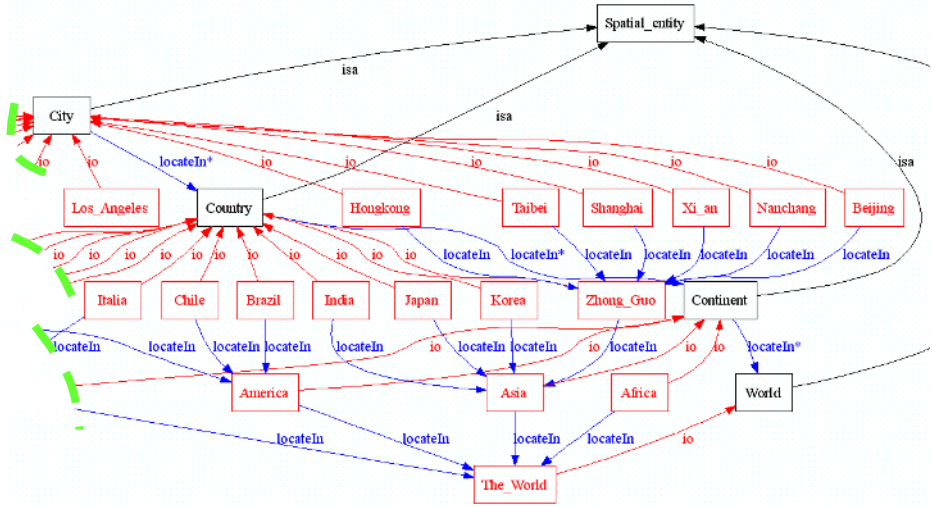 Spatial_entity
isa
City
isa
io
io
locateIn*
io
io
io
io
io
io
isa
Los_Angeles
Country
Hongkong
Taibei
Shanghai
Xi_an
Nanchang
Beijing
io
io
io
io
io
io
io
io
locateIn
locateIn*
locateIn
locateIn
locateIn
locateIn
locateIn
Italia
Chile
Brazil
India
Japan
Korea
Zhong_Guo
Continent
locateIn
locateIn
locateIn
locateIn
locateIn
io
locateIn
locateIn
io
locateIn
io
io
locateIn*
America
Asia
Africa
World
locateIn
locateIn
locateIn
locateIn
io
The_World